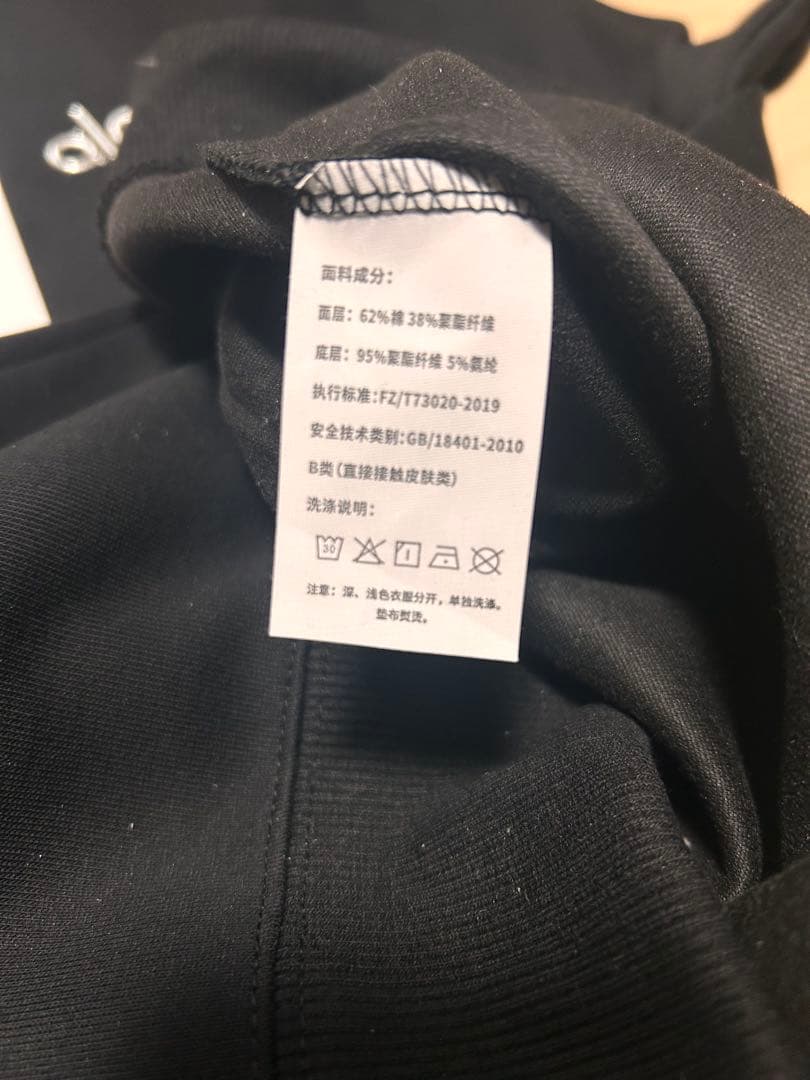 al
面料成分:
面层: 62%棉 38%聚酯纤维
底层: 95%聚酯纤维 5%氨纶
执行标准:FZ/T73020-2019
安全技术类别:GB/18401-2010
B类(直接接触皮肤类)
洗涤说明:
30
注意: 深、浅色衣服分开, 单独洗涤。
垫布熨烫。